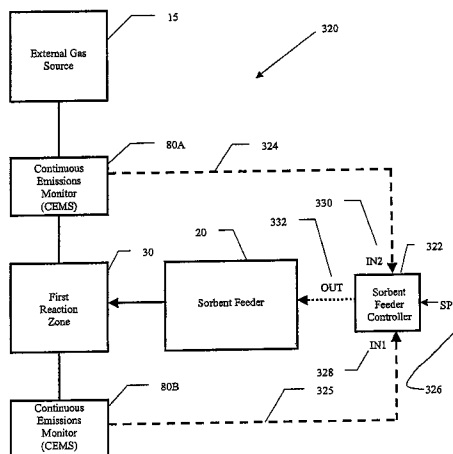 15
External Gas
Source
320
80A
324
Continuous
Emissions
Monitor
(CEMS)
330
30
20
332
IN2
322
OUT
First
Reaction
Zone
Sorbent Feeder
Sorbent
Feeder
Controller
SP
IN1
80B
328
325
326
Continuous
Emissions
Monitor
(CEMS)